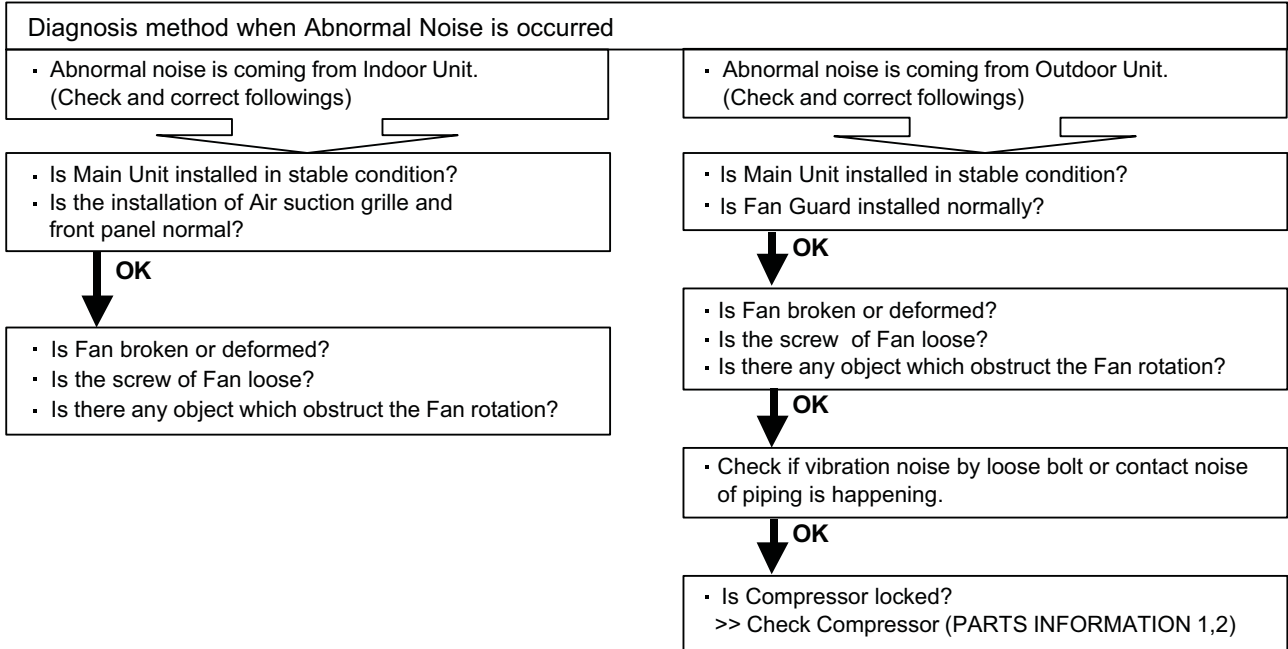 Diagnosis method when Abnormal Noise is occurred
· Abnormal noise is coming from Indoor Unit.
(Check and correct followings)
· Is Main Unit installed in stable condition?
· Is the installation of Air suction grille and
front panel normal?
OK
· Is Fan broken or deformed?
· Is the screw of Fan loose?
· Is there any object which obstruct the Fan rotation?
· Abnormal noise is coming from Outdoor Unit.
(Check and correct followings)
· Is Main Unit installed in stable condition?
· Is Fan Guard installed normally?
OK
· Is Fan broken or deformed?
· Is the screw of Fan loose?
· Is there any object which obstruct the Fan rotation?
OK
· Check if vibration noise by loose bolt or contact noise
of piping is happening.
OK
· Is Compressor locked?
>> Check Compressor (PARTS INFORMATION 1,2)